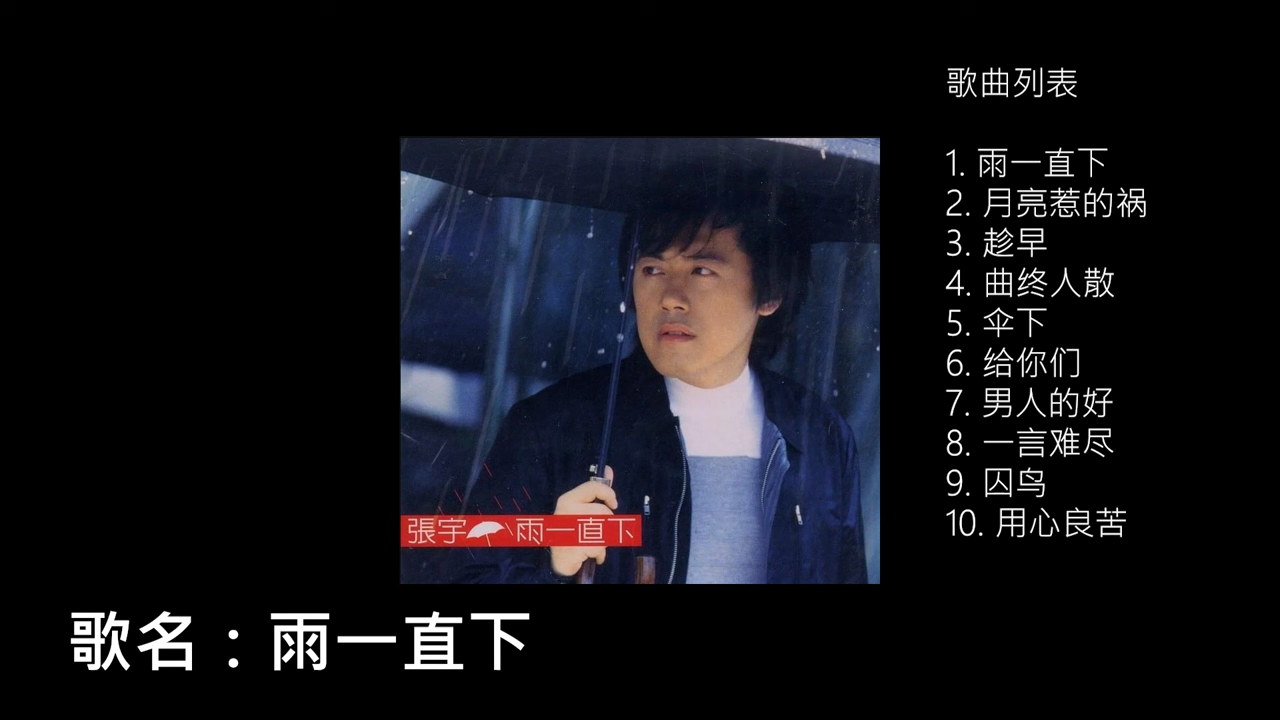 歌曲列表
1. 雨一直下
2. 月亮惹的祸
3. 趁早
4. 曲终人散
5. 伞下
6. 给你们
7. 男人的好
8. 一言难尽
9. 囚鸟
10. 用心良苦
張宇 雨一直下
歌名：雨一直下